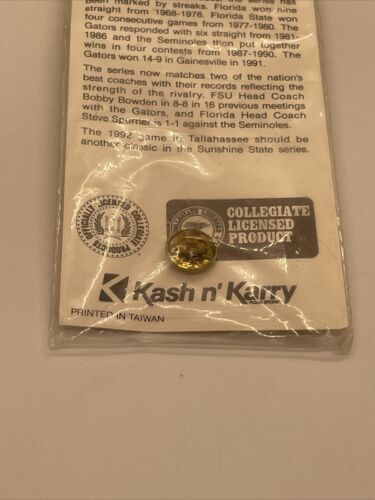 been marked by streaks. Florida won nine
straight from 1968-1976. Florida State won
four consecutive games from 1977-1980. The
Gators responded with six straight from 1981-
1986 and the Seminoles then put together
wins in four contests from 1987-1990. The
Gators won 14-9 in Gainesville in 1991.
The series now matches two of the nation's
best coaches with their records reflecting the
strength of the rivalry. FSU Head Coach
Bobby Bowden in 8-8 in 16 previous meetings
with the Gators, and Florida Head Coach
Steve Spurrier is 1-1 against the Seminoles.
The 1992 game in Tallahassee should be
another classic in the Sunshine State series.
OFFICIALLY LICENSED COLLEGIATE PRODUCTS
COLLEGIATE
LICENSED
PRODUCT
Kash n' Karry
PRINTED IN TAIWAN